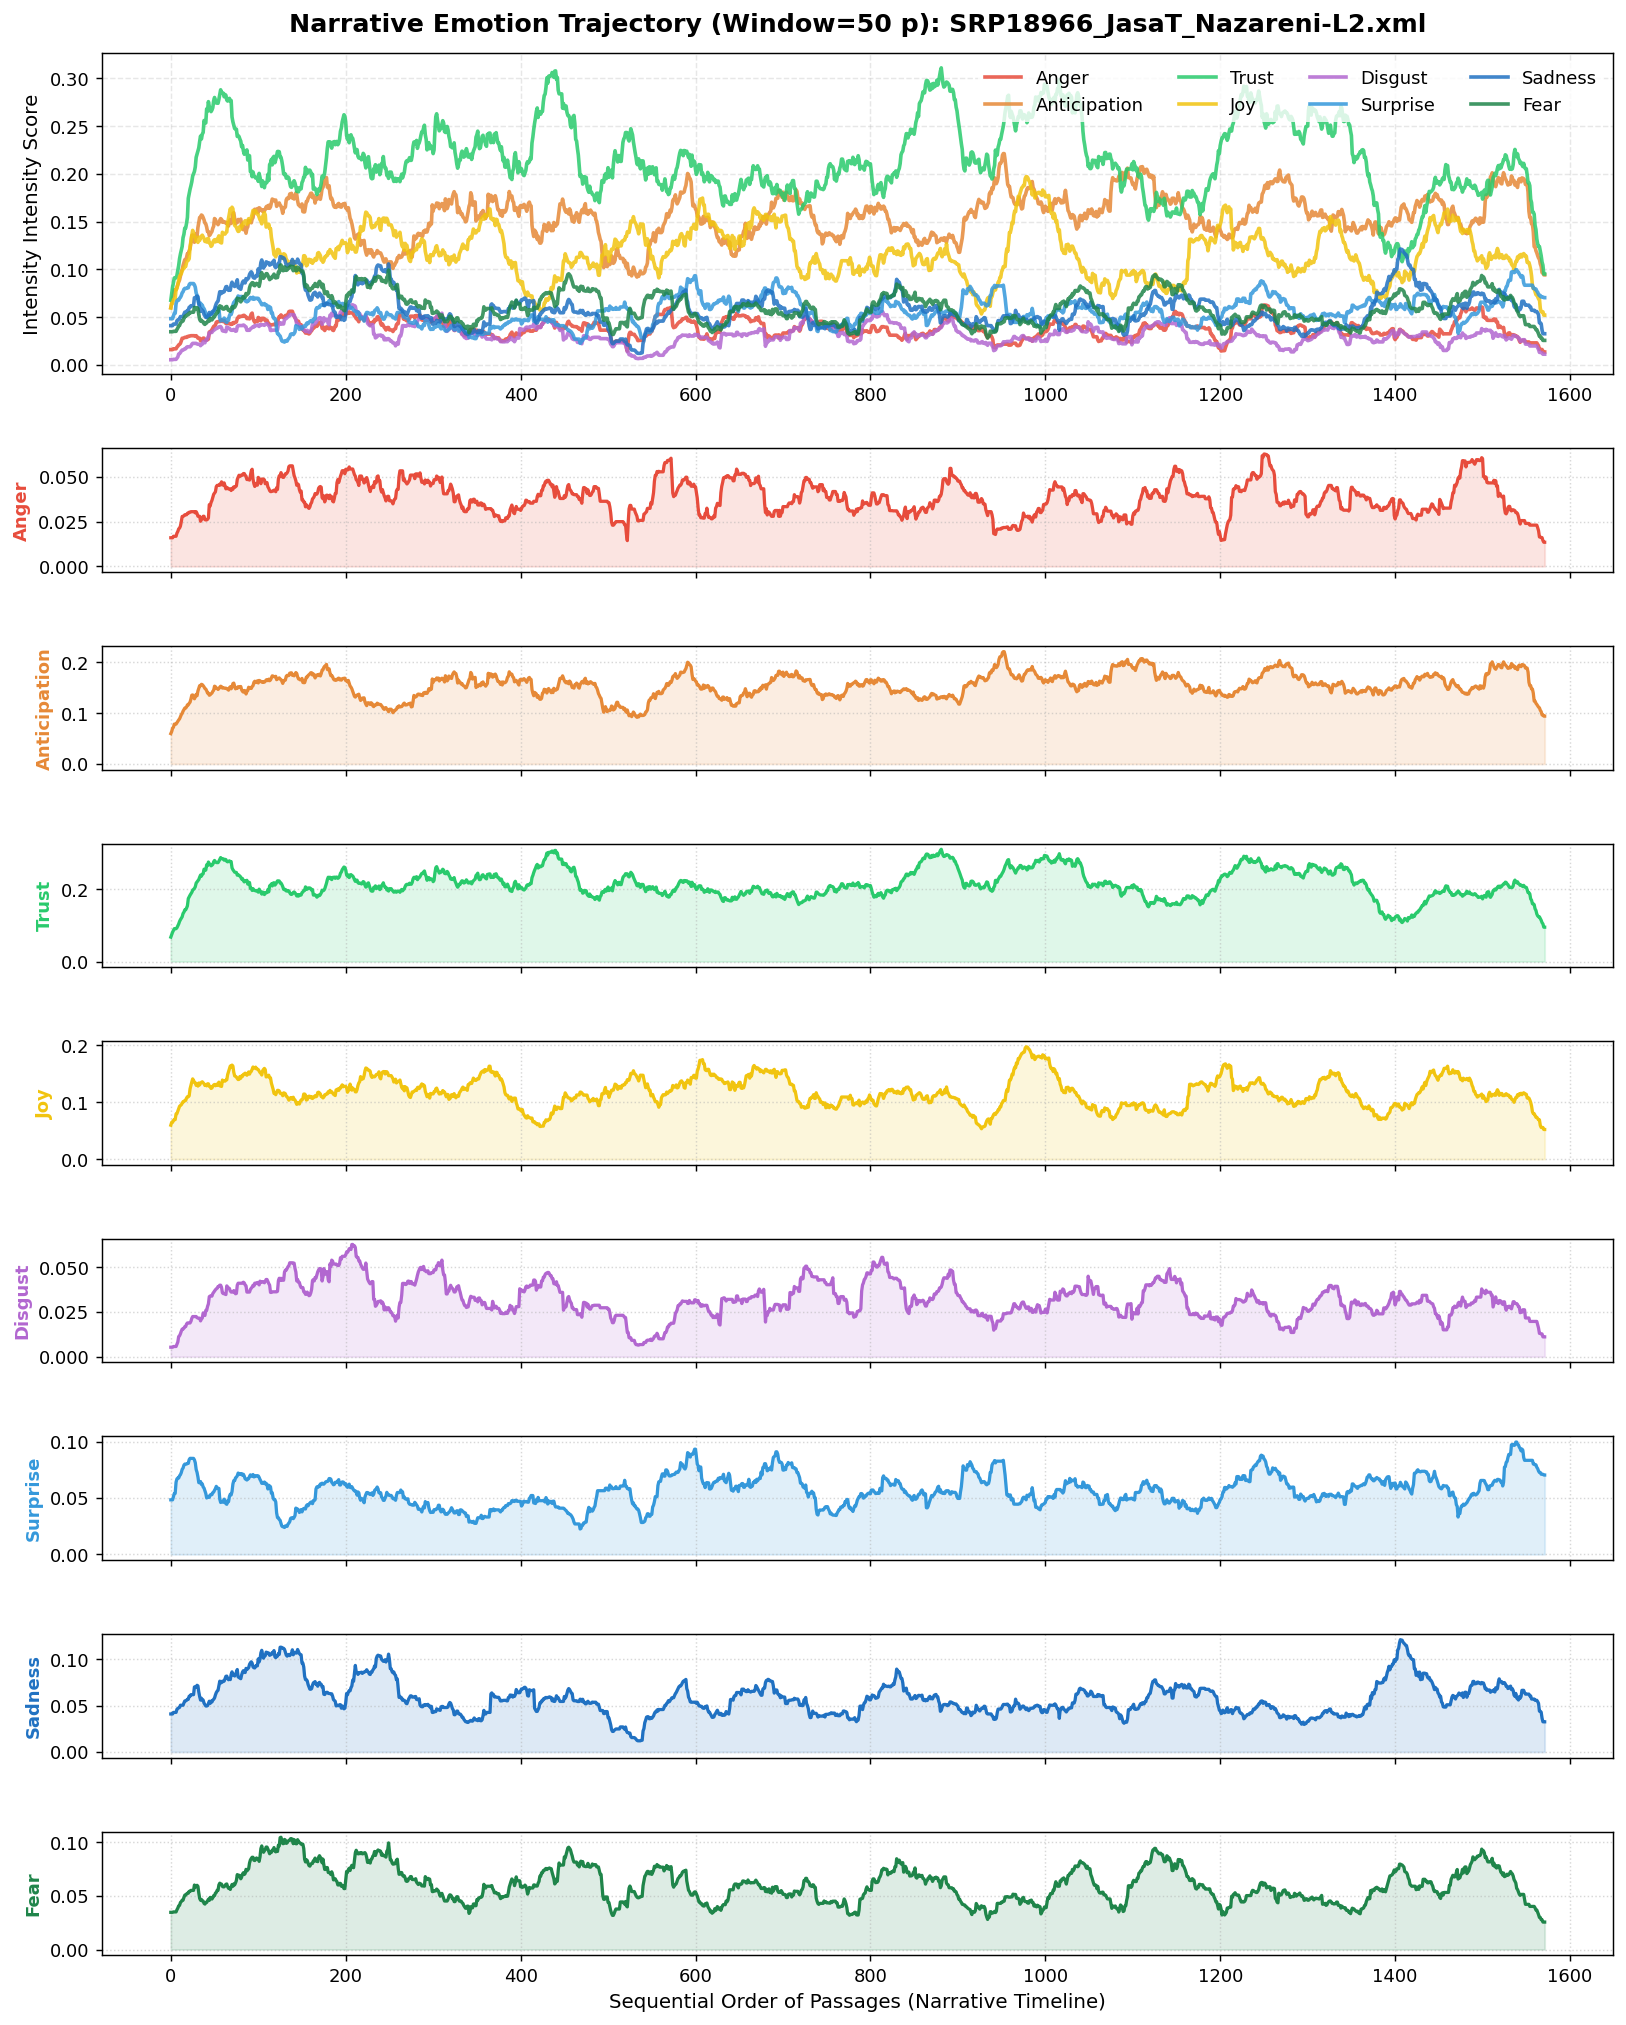 Narrative Emotion Trajectory (Window=50 p): SRP18966_JasaT_Nazareni-L2.xml
Intensity Intensity Score
0.30
0.25
0.20
0.15
0.10
0.05
0.00
Anger
Anticipation
Trust
Joy
Disgust
Surprise
Sadness
Fear
0 200 400 600 800 1000 1200 1400 1600
Anger
0.050
0.025
0.000
Anticipation
0.2
0.1
0.0
Trust
0.2
0.0
Joy
0.2
0.1
0.0
Disgust
0.050
0.025
0.000
Surprise
0.10
0.05
0.00
Sadness
0.10
0.05
0.00
Fear
0.10
0.05
0.00
0 200 400 600 800 1000 1200 1400 1600
Sequential Order of Passages (Narrative Timeline)